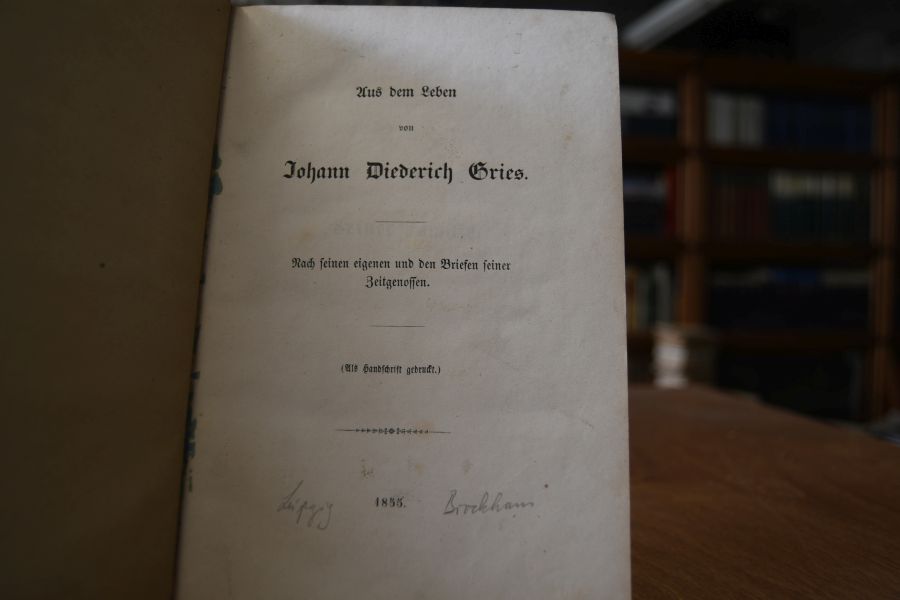 Aus dem Leben
von
Johann Diederich Gries.
Nach seinen eigenen und den Briefen seiner
Zeitgenossen.
(Als Handschrift gedruckt.)
Leipzig 1855. Brockhaus